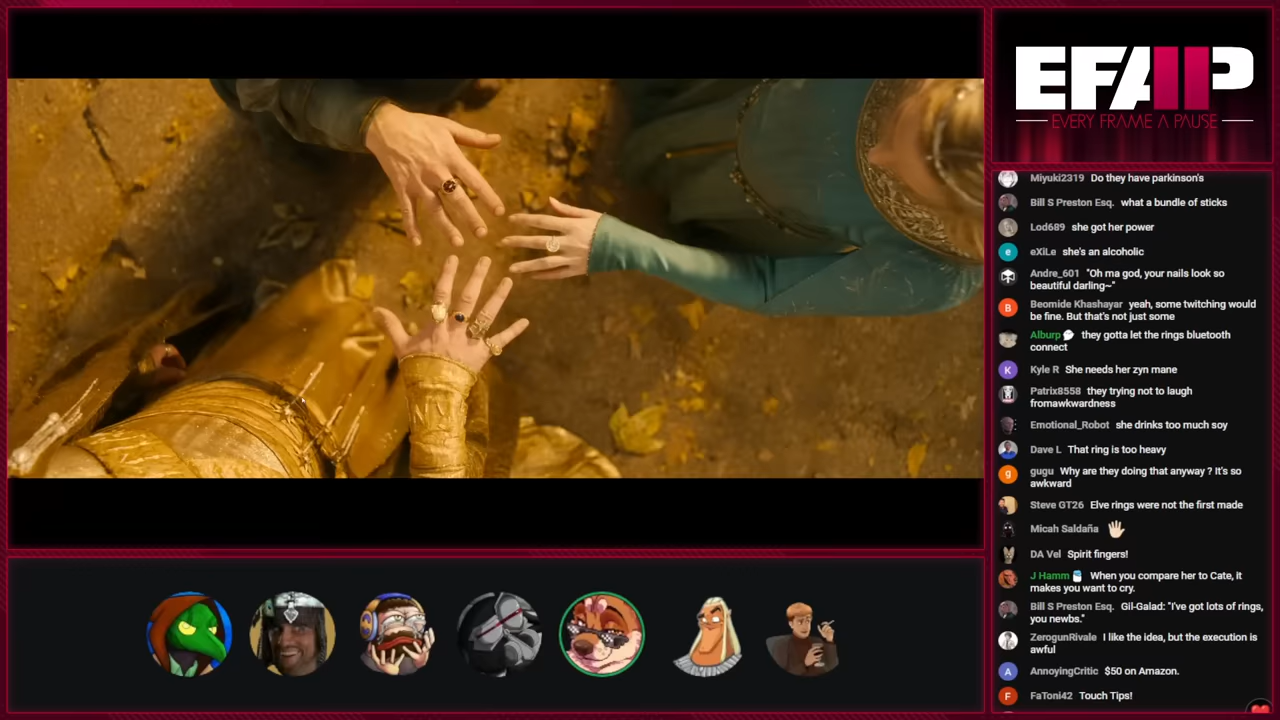 EFAP
EVERY FRAME A PAUSE
Miyuki2319 Do they have parkinson's
Bill S Preston Esq. what a bundle of sticks
Lod689 she got her power
e
eXiLe she's an alcoholic
Andre_601 "Oh ma god, your nails look so
beautiful darling~"
B
Beomide Khashayar yeah, some twitching would
be fine. But that's not just some
Alburp they gotta let the rings bluetooth
connect
K
Kyle R She needs her zyn mane
Patrix8558 they trying not to laugh
fromawkwardness
Emotional_Robot she drinks too much soy
Dave L That ring is too heavy
g
gugu Why are they doing that anyway ? It's so
awkward
Steve GT26 Elve rings were not the first made
Micah Saldaña 🖐🏻
DA Vel Spirit fingers!
J Hamm When you compare her to Cate, it
makes you want to cry.
Bill S Preston Esq. Gil-Galad: "I've got lots of rings,
you newbs."
ZerogunRivale I like the idea, but the execution is
awful
A
AnnoyingCritic $50 on Amazon.
F
FaToni42 Touch Tips!